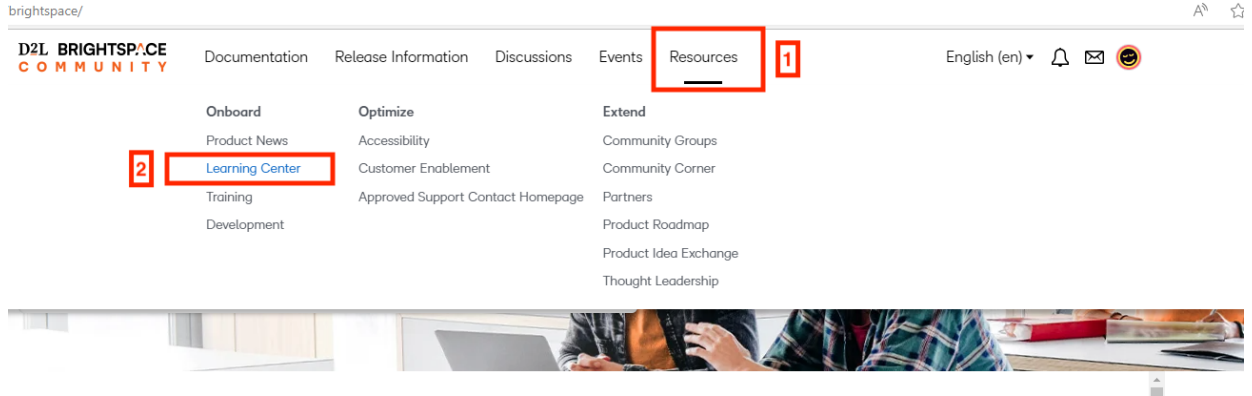 brightspace/
D2L BRIGHTSPACE
COMMUNITY
Documentation Release Information Discussions Events Resources 1 English (en)
Onboard Optimize Extend
Product News Accessibility Community Groups
2 Learning Center Customer Enablement Community Corner
Training Approved Support Contact Homepage Partners
Development Product Roadmap
Product Idea Exchange
Thought Leadership